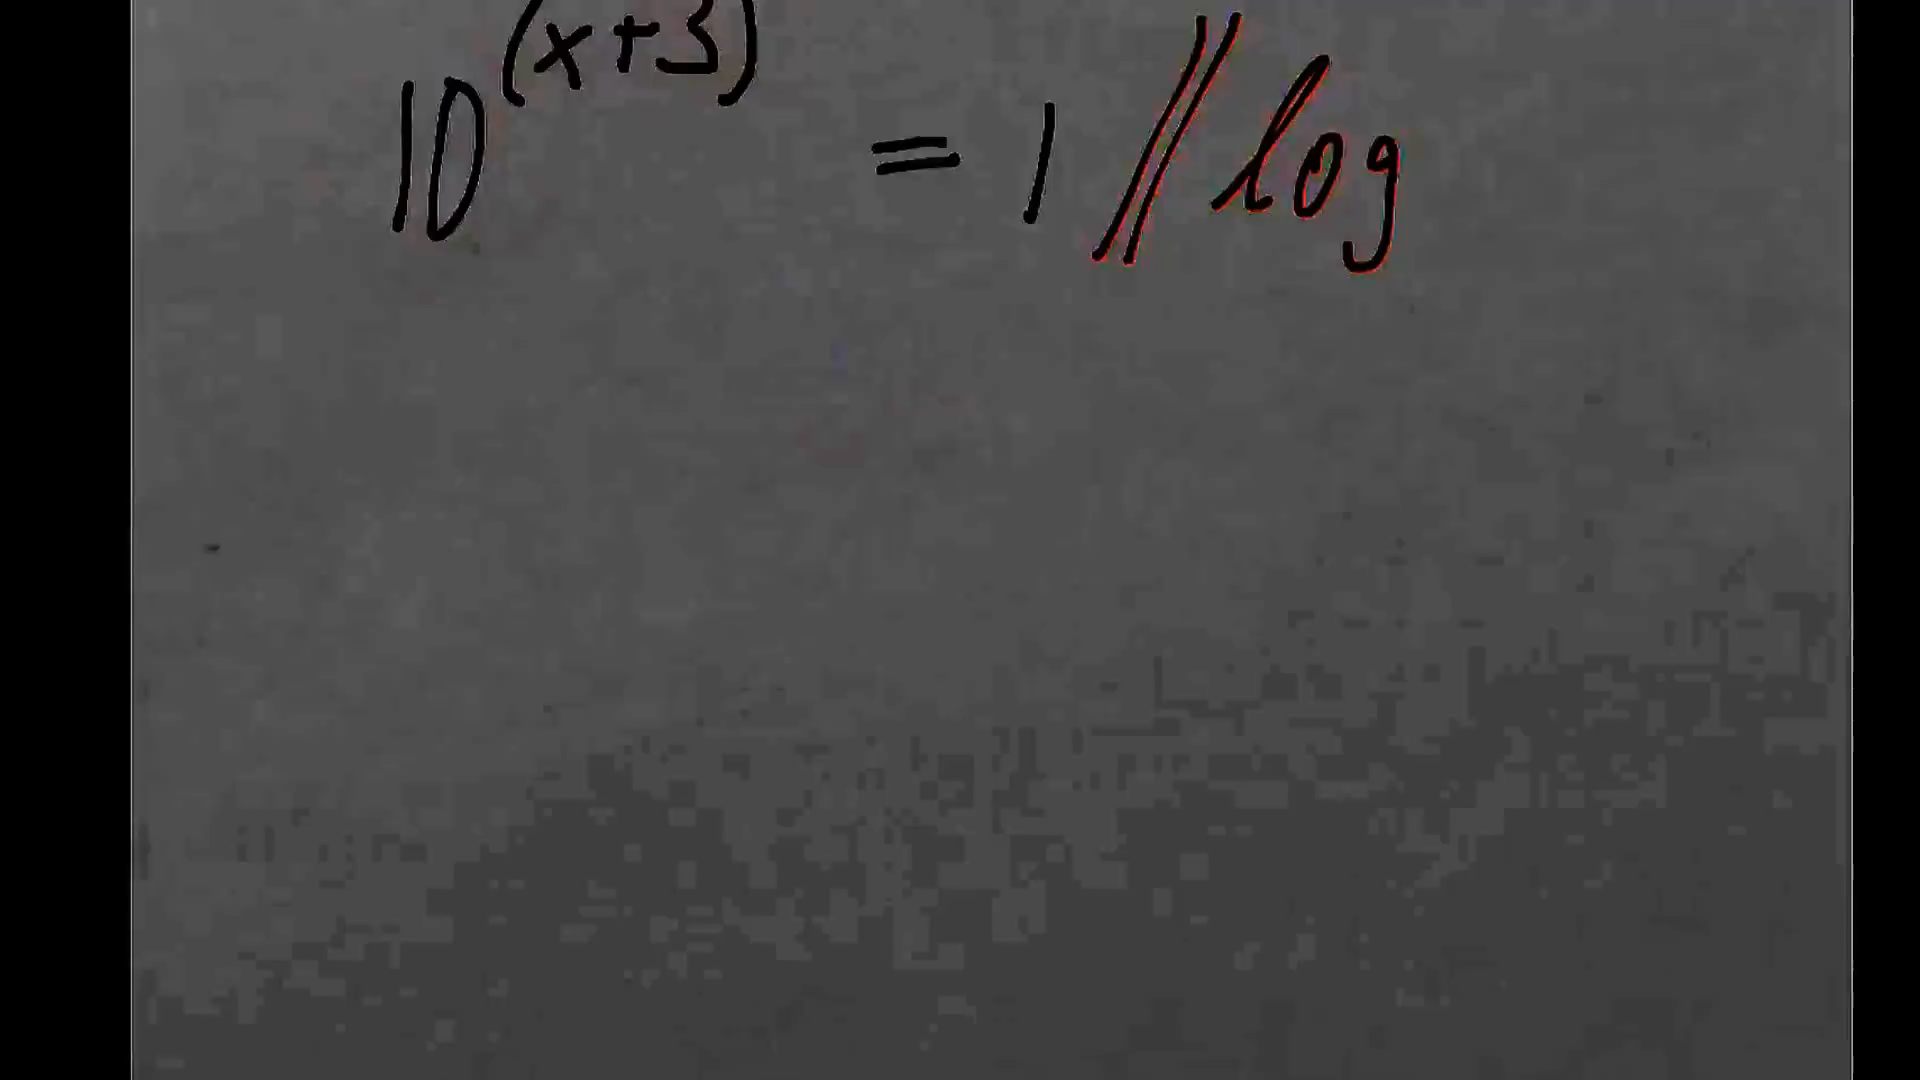 10^(x+3) = 1 // log